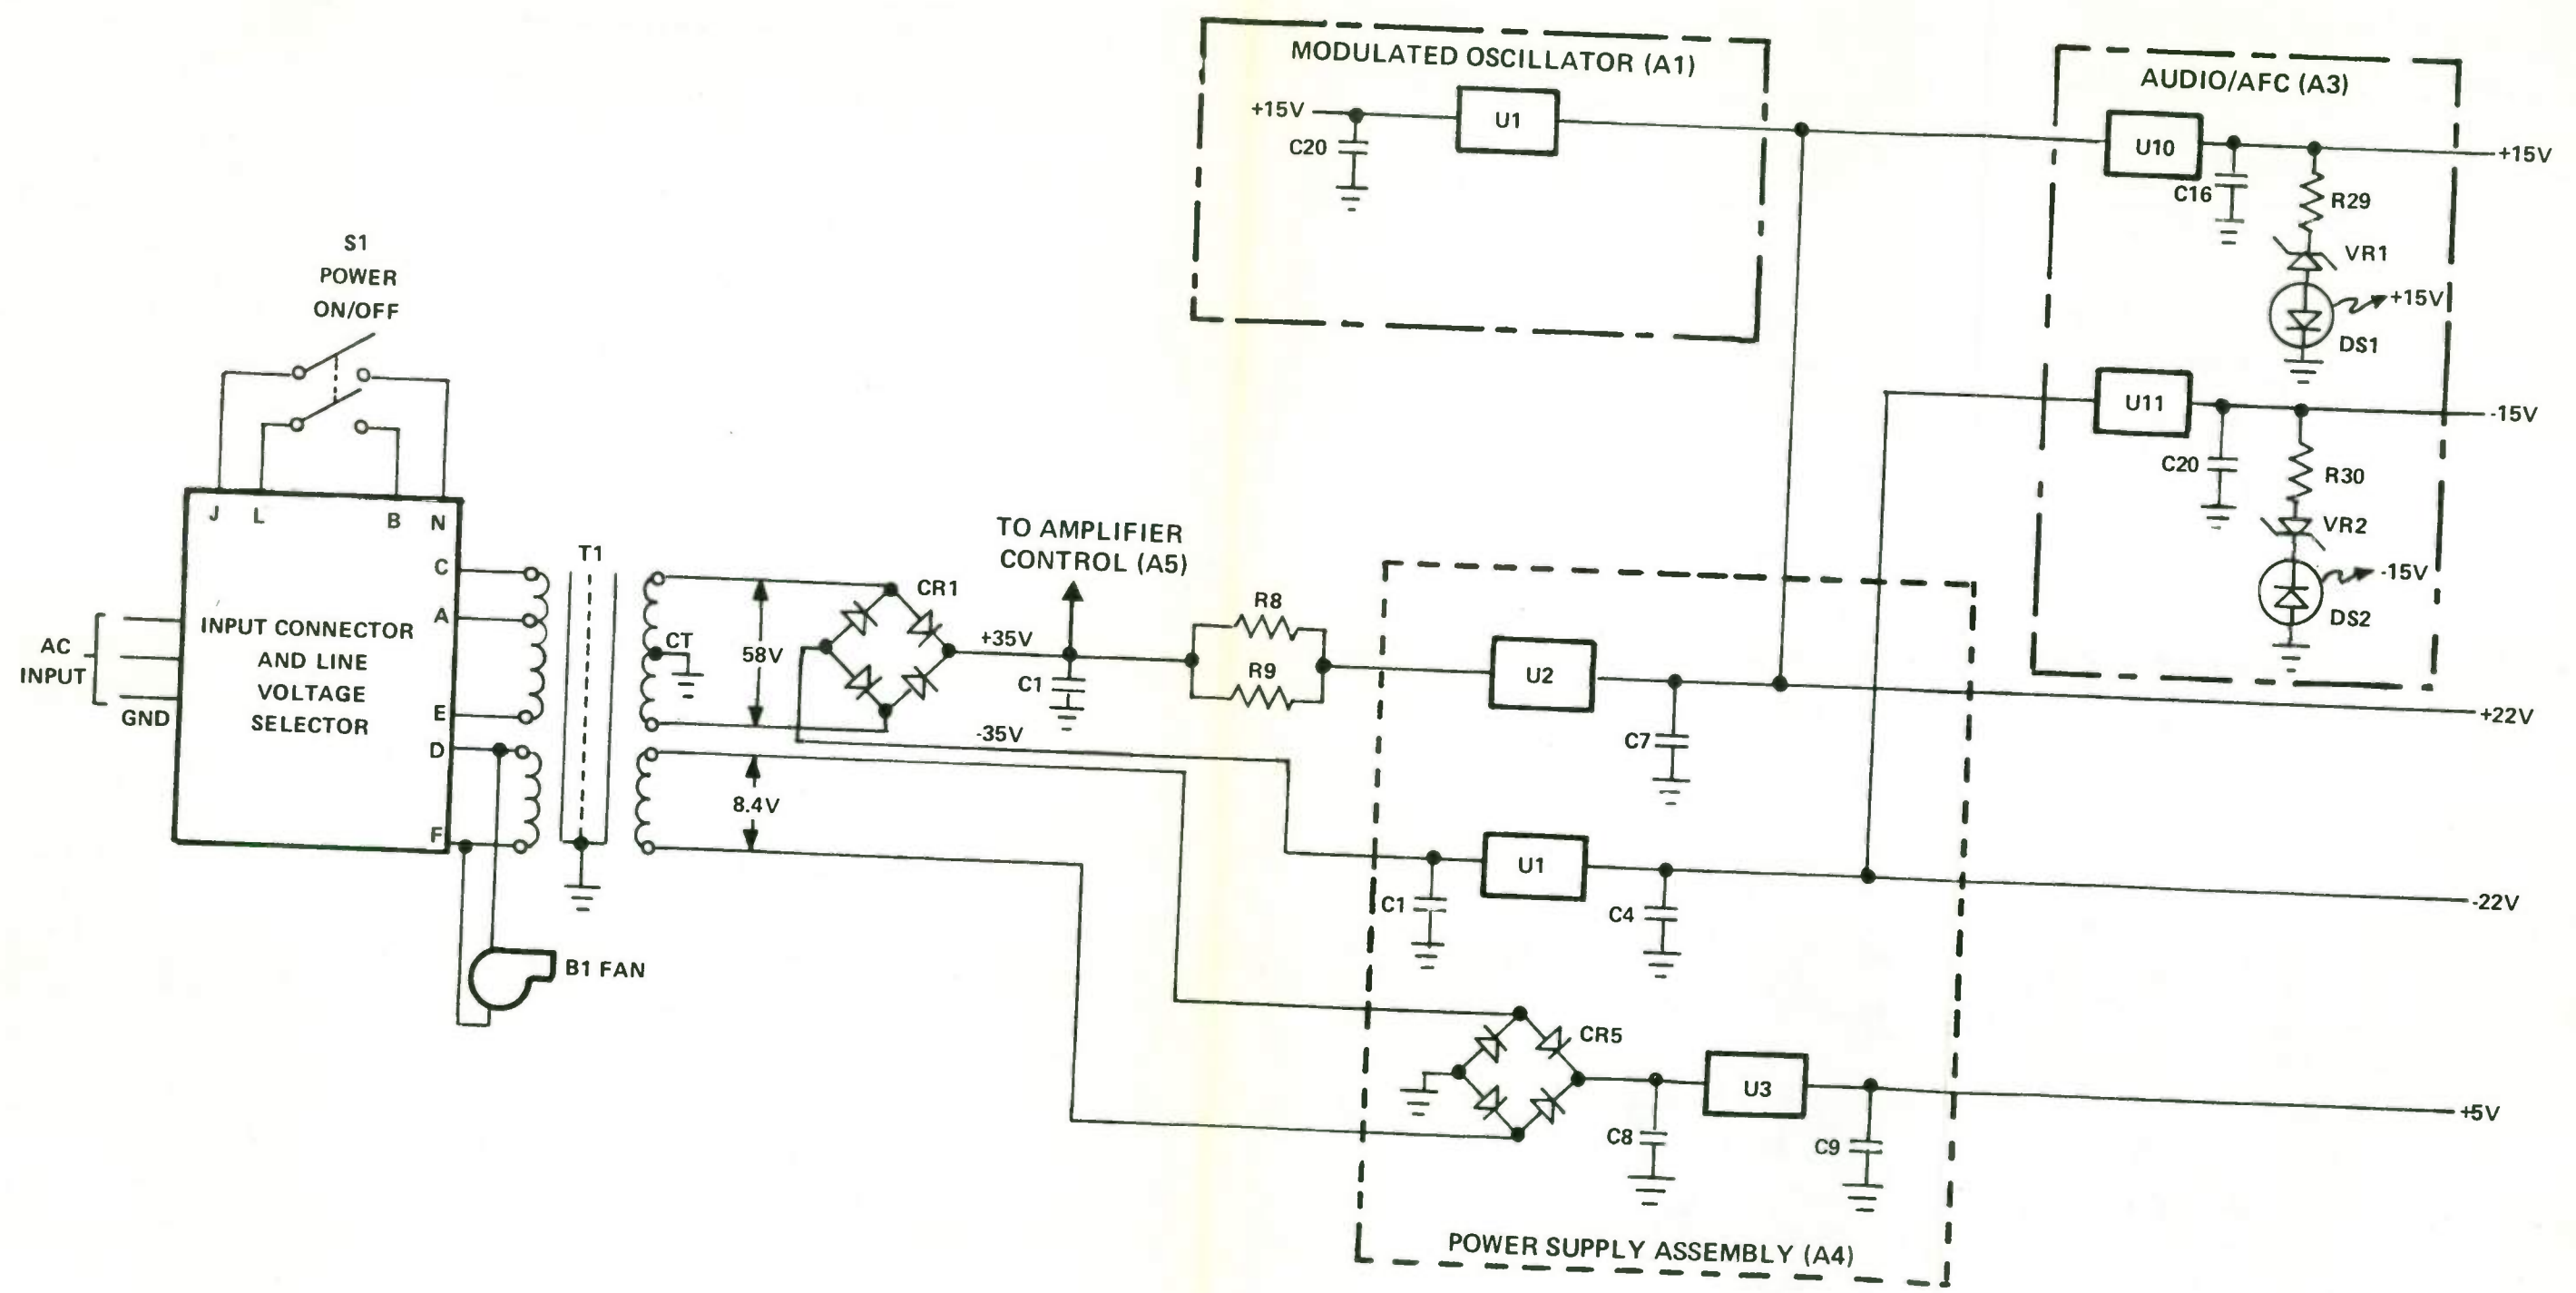 MODULATED OSCILLATOR (A1)
+15V
C20
U1
AUDIO/AFC (A3)
U10
+15V
C16
R29
VR1
+15V
DS1
U11
-15V
C20
R30
VR2
-15V
DS2
S1
POWER
ON/OFF
J
L
B
N
C
A
E
D
F
AC
INPUT
GND
INPUT CONNECTOR
AND LINE
VOLTAGE
SELECTOR
T1
CT
58V
8.4V
B1 FAN
CR1
+35V
-35V
TO AMPLIFIER
CONTROL (A5)
C1
R8
R9
U2
C7
+22V
C1
U1
C4
-22V
CR5
C8
U3
C9
+5V
POWER SUPPLY ASSEMBLY (A4)